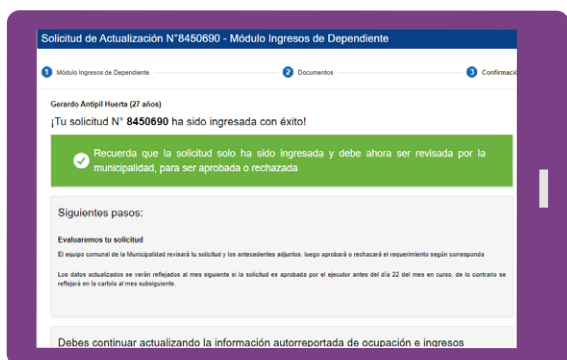 Solicitud de Actualización N°8450690 - Módulo Ingresos de Dependiente
1 Módulo Ingresos de Dependiente 2 Documentos 3 Confirmació
Gerardo Antipil Huerta (27 años)
¡Tu solicitud N° 8450690 ha sido ingresada con éxito!
Recuerda que la solicitud solo ha sido ingresada y debe ahora ser revisada por la
municipalidad, para ser aprobada o rechazada
Siguientes pasos:
Evaluaremos tu solicitud
El equipo comunal de la Municipalidad revisará tu solicitud y los antecedentes adjuntos, luego aprobará o rechazará el requerimiento según corresponda
Los datos actualizados se verán reflejados al mes siguiente si la solicitud es aprobada por el ejecutor antes del día 22 del mes en curso, de lo contrario se
reflejará en la cartola al mes subsiguiente.
Debes continuar actualizando la información autorreportada de ocupación e ingresos